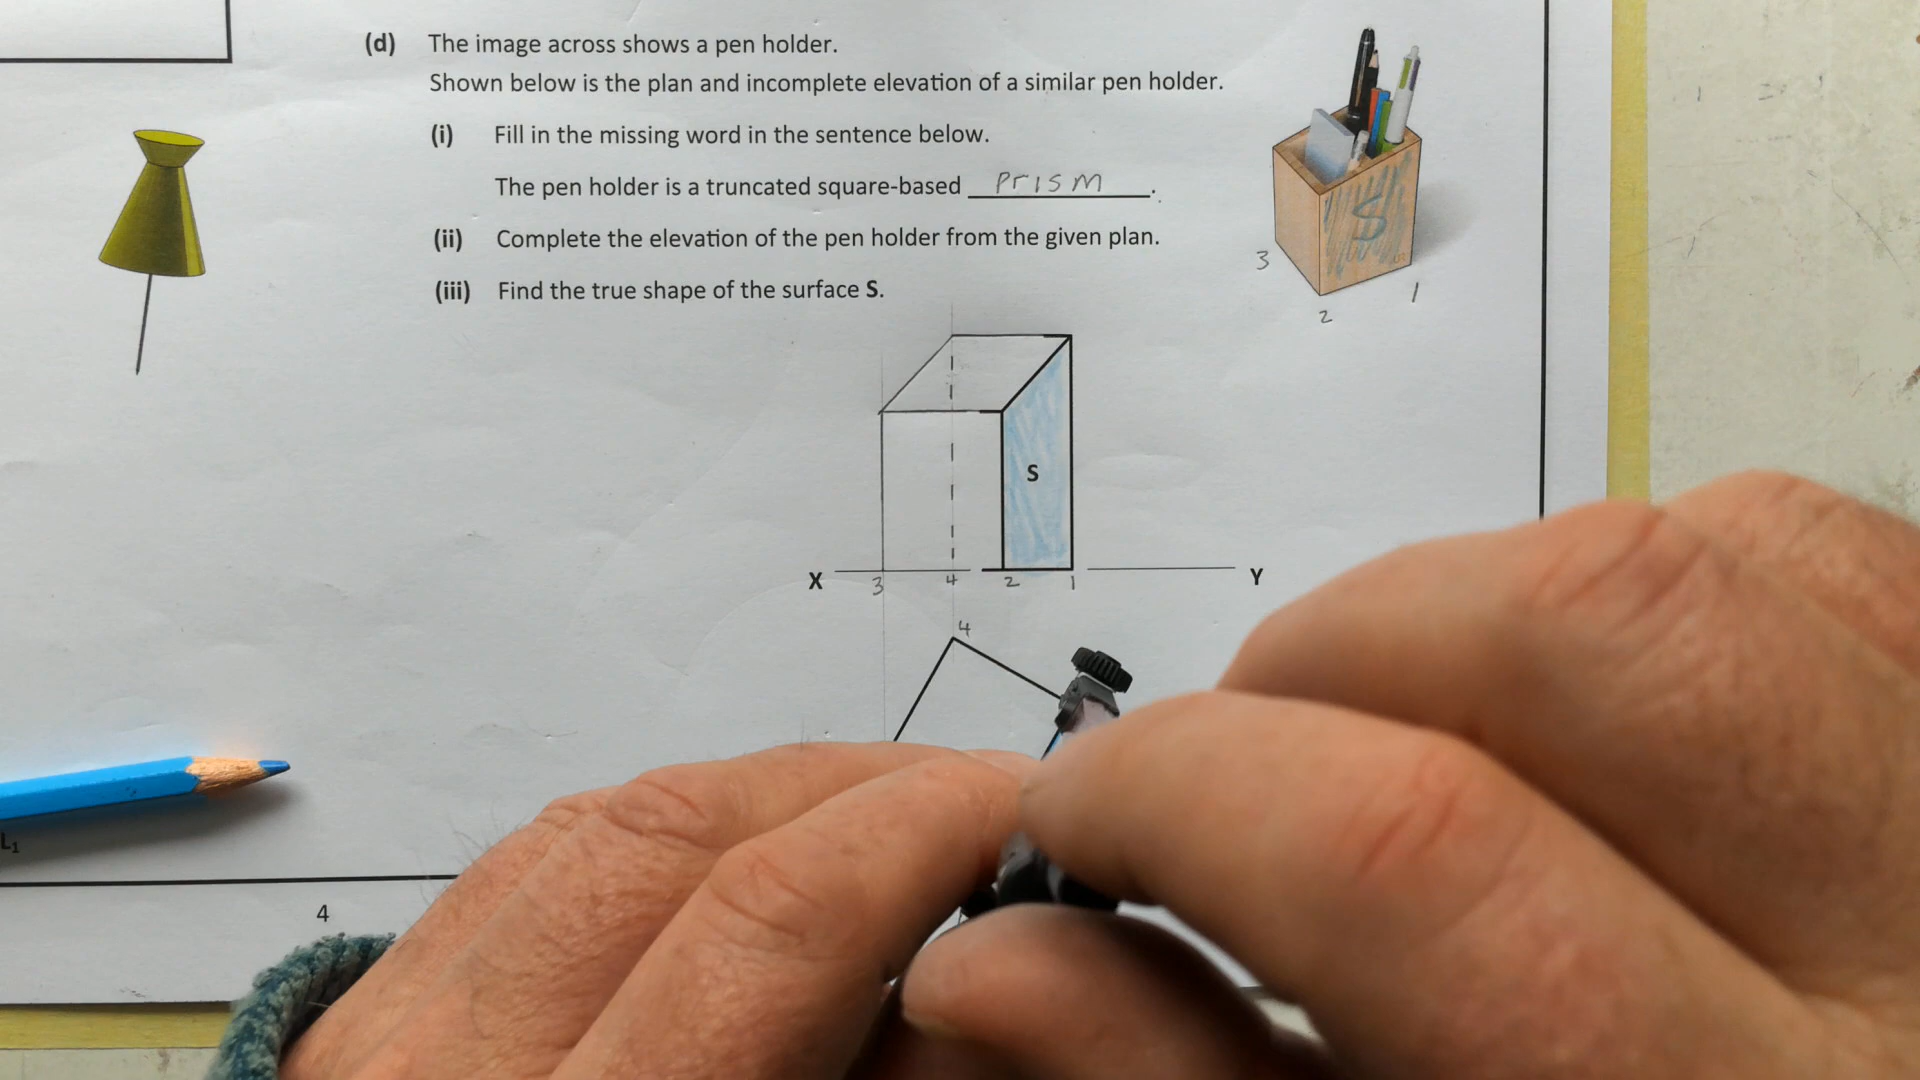 (d) The image across shows a pen holder.
Shown below is the plan and incomplete elevation of a similar pen holder.
(i) Fill in the missing word in the sentence below.
The pen holder is a truncated square-based prism.
(ii) Complete the elevation of the pen holder from the given plan.
(iii) Find the true shape of the surface S.
S
3
1
2
S
X
Y
3 4 2 1
4
L1
4